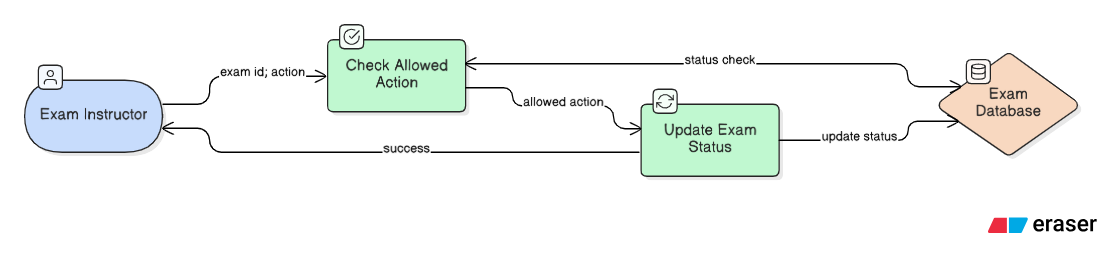 Exam Instructor
exam id; action
Check Allowed
Action
status check
allowed action
Exam
Database
Update Exam
Status
update status
success
eraser